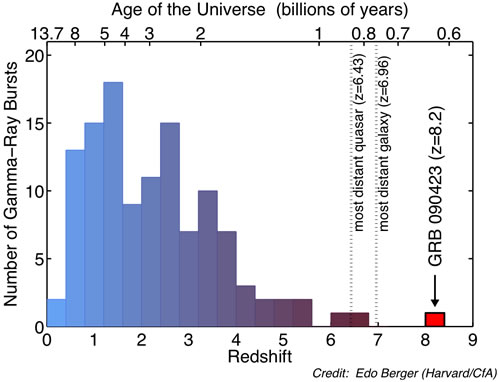 Age of the Universe (billions of years)
13.7 8 5 4 3 2 1 0.8 0.7 0.6
Number of Gamma-Ray Bursts
20
15
10
5
0
most distant quasar (z=6.43)
most distant galaxy (z=6.96)
GRB 090423 (z=8.2)
0 1 2 3 4 5 6 7 8 9
Redshift
Credit: Edo Berger (Harvard/CfA)